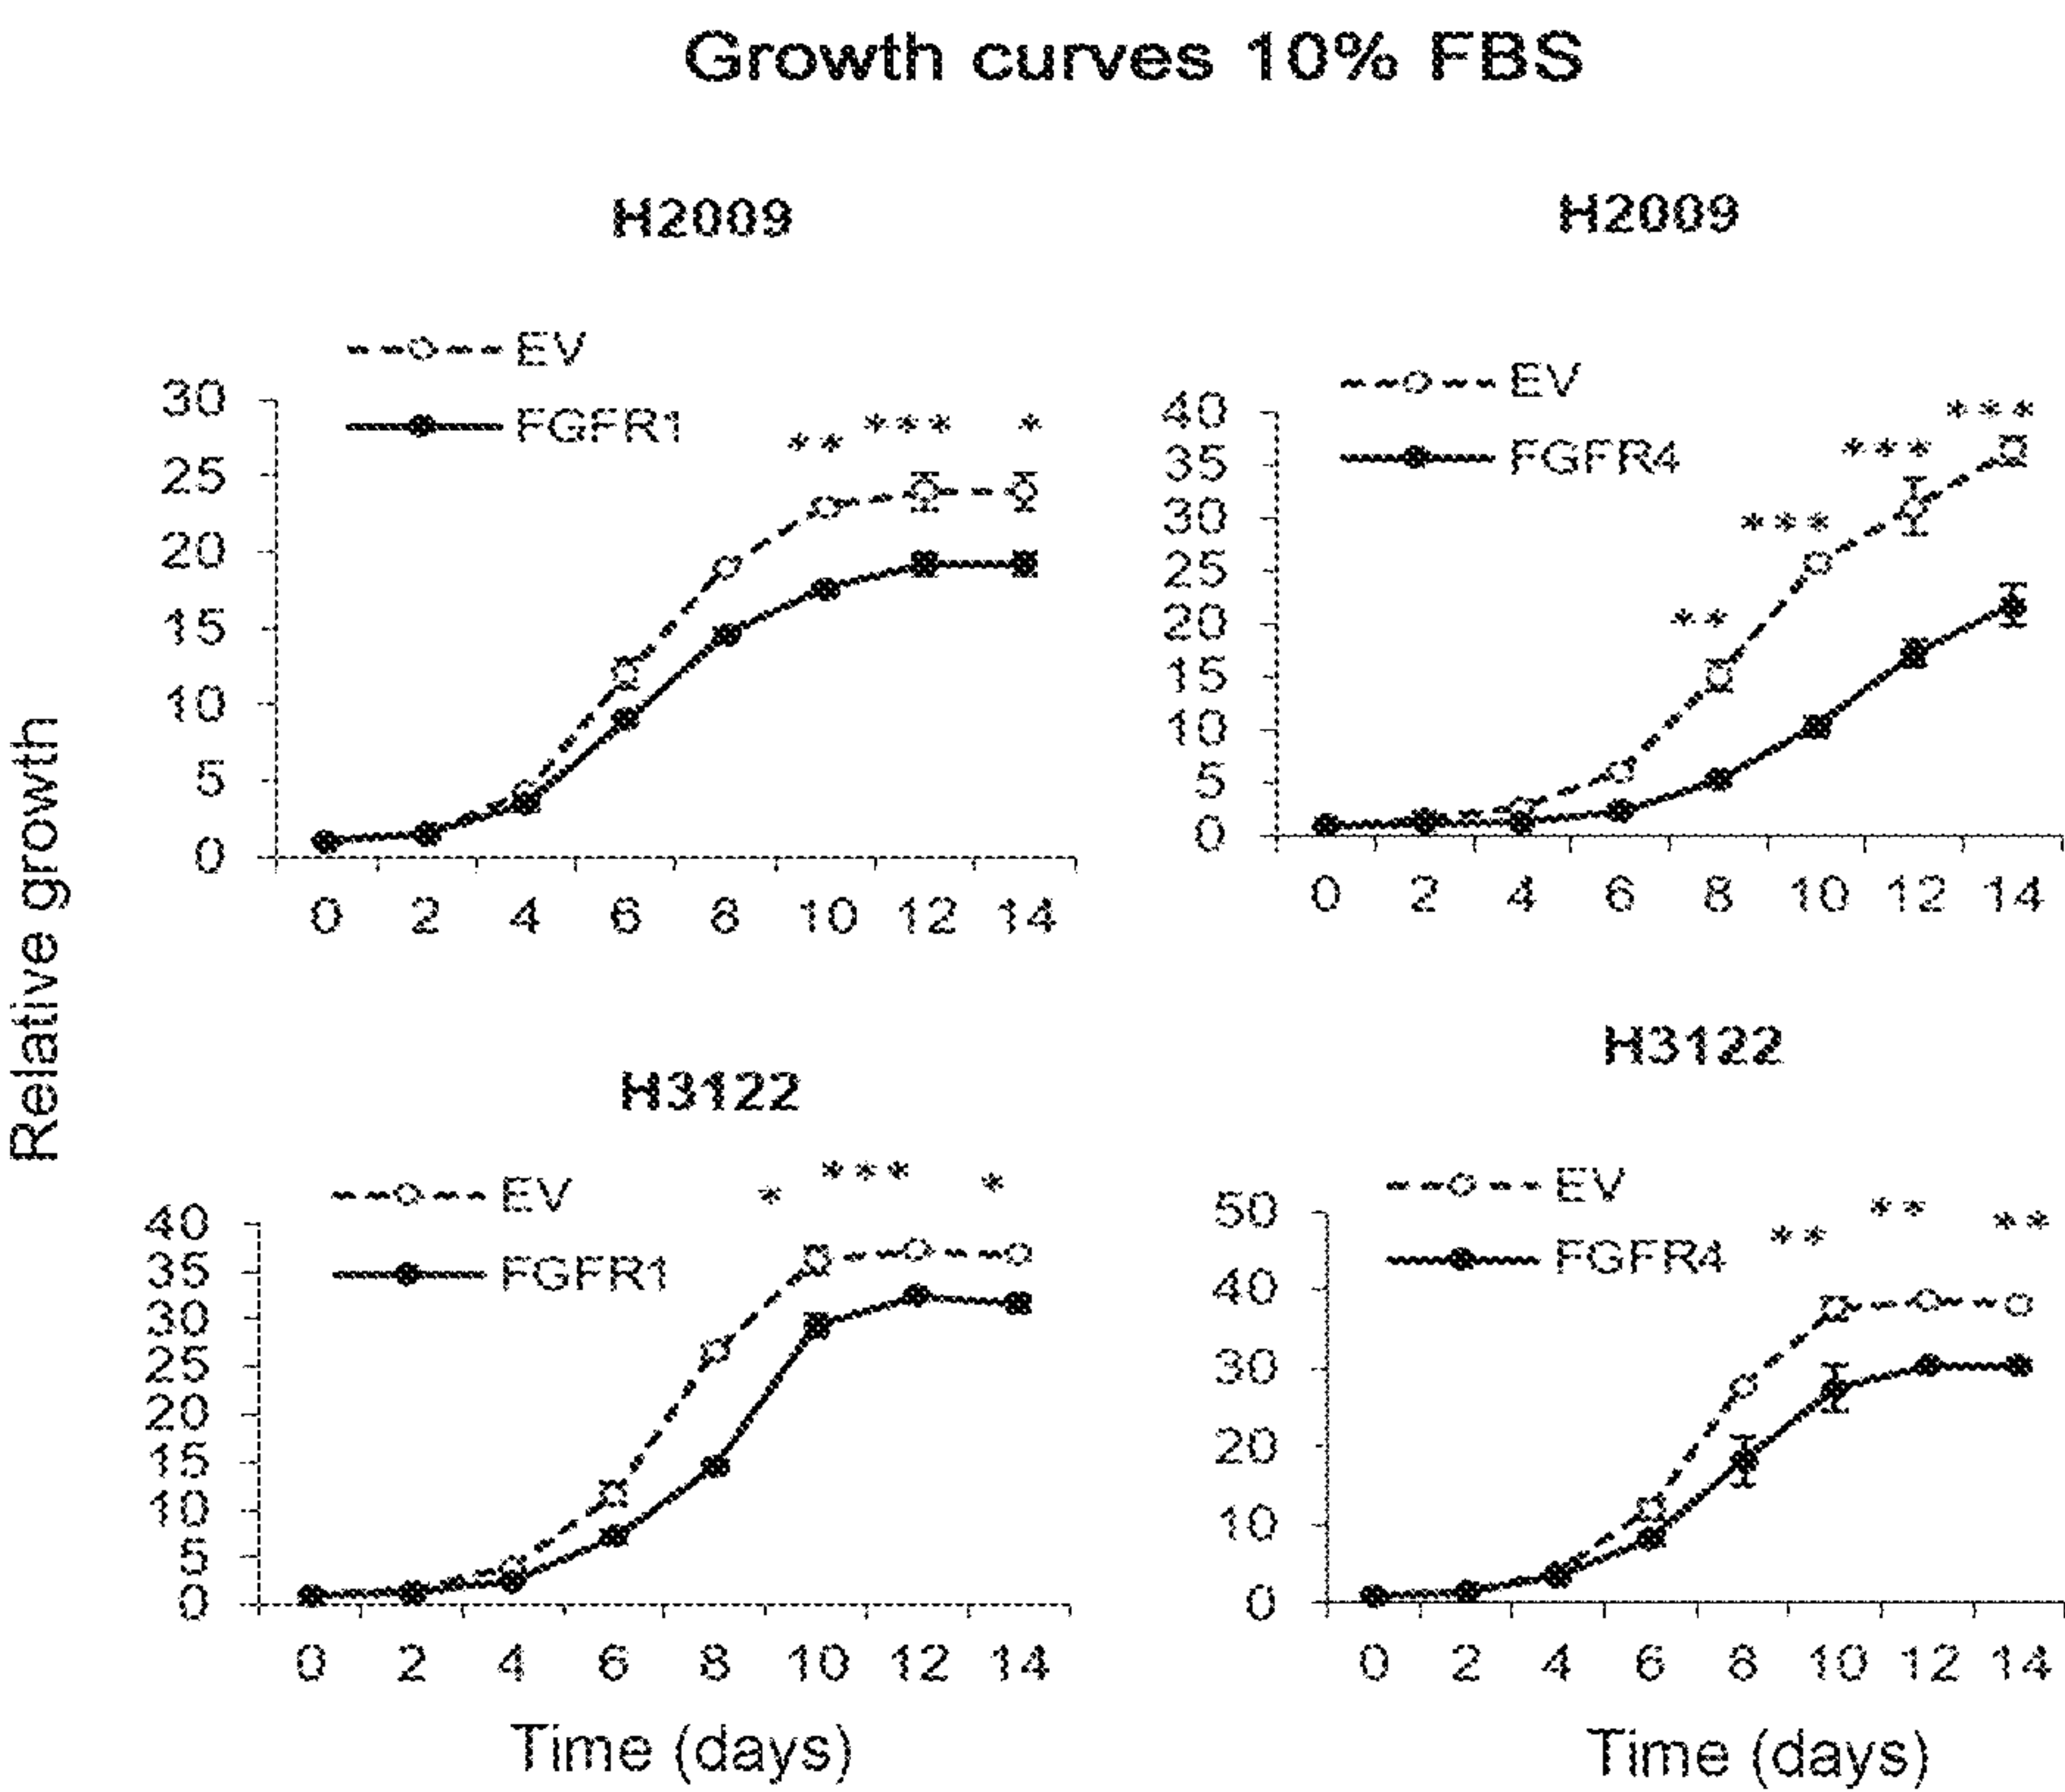 Growth curves 10% FBS
Relative growth
H2009
EV
FGFR1
** *** *
30
25
20
15
10
5
0
0 2 4 6 8 10 12 14
H2009
EV
FGFR4
** *** *** ***
40
35
30
25
20
15
10
5
0
0 2 4 6 8 10 12 14
H3122
EV
FGFR1
* *** *
40
35
30
25
20
15
10
5
0
0 2 4 6 8 10 12 14
Time (days)
H3122
EV
FGFR4
** ** **
50
40
30
20
10
0
0 2 4 6 8 10 12 14
Time (days)